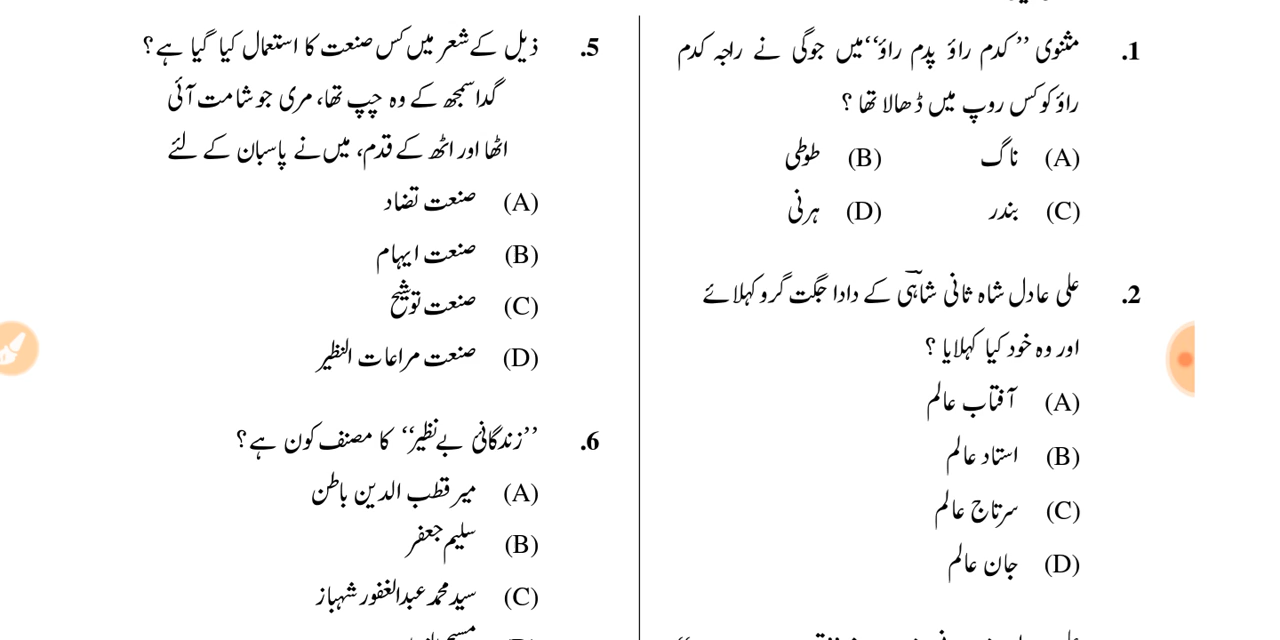 1. مثنوی ’’کدم راؤ پدم راؤ‘‘ میں جوگی نے راجہ کدم
راؤ کو کس روپ میں ڈھالا تھا ؟
(A) ناگ (B) طوطی
(C) بندر (D) ہرنی
2. علی عادل شاہ ثانی شاہی کے دادا جگت گرو کہلائے
اور وہ خود کیا کہلایا ؟
(A) آفتاب عالم
(B) استاد عالم
(C) سرتاج عالم
(D) جان عالم
5. ذیل کے شعر میں کس صنعت کا استعمال کیا گیا ہے؟
گدا سمجھ کے وہ چپ تھا، مری جو شامت آئی
اٹھا اور اٹھ کے قدم، میں نے پاسبان کے لئے
(A) صنعت تضاد
(B) صنعت ایہام
(C) صنعت توشیح
(D) صنعت مراعات النظیر
6. ’’زندگانیٔ بے نظیر‘‘ کا مصنف کون ہے؟
(A) میر قطب الدین باطن
(B) سلیم جعفر
(C) سید محمد عبدالغفور شہباز